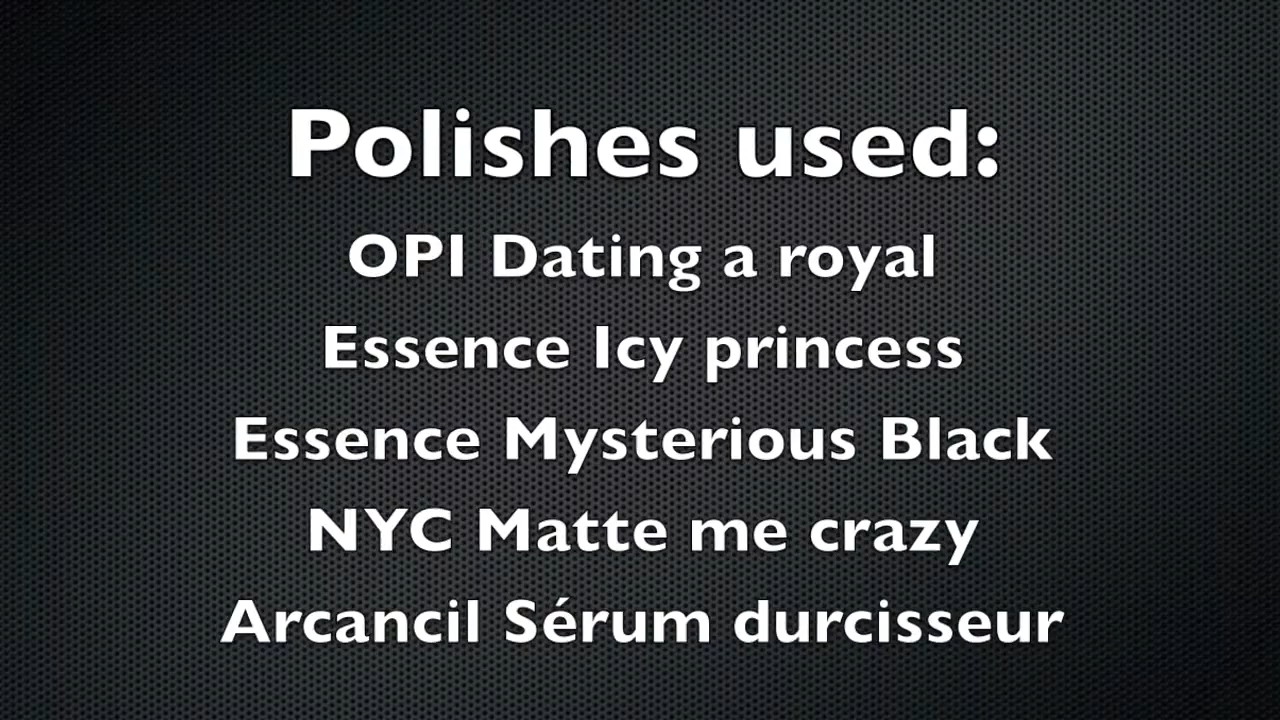 Polishes used:
OPI Dating a royal
Essence Icy princess
Essence Mysterious Black
NYC Matte me crazy
Arcancil Sérum durcisseur